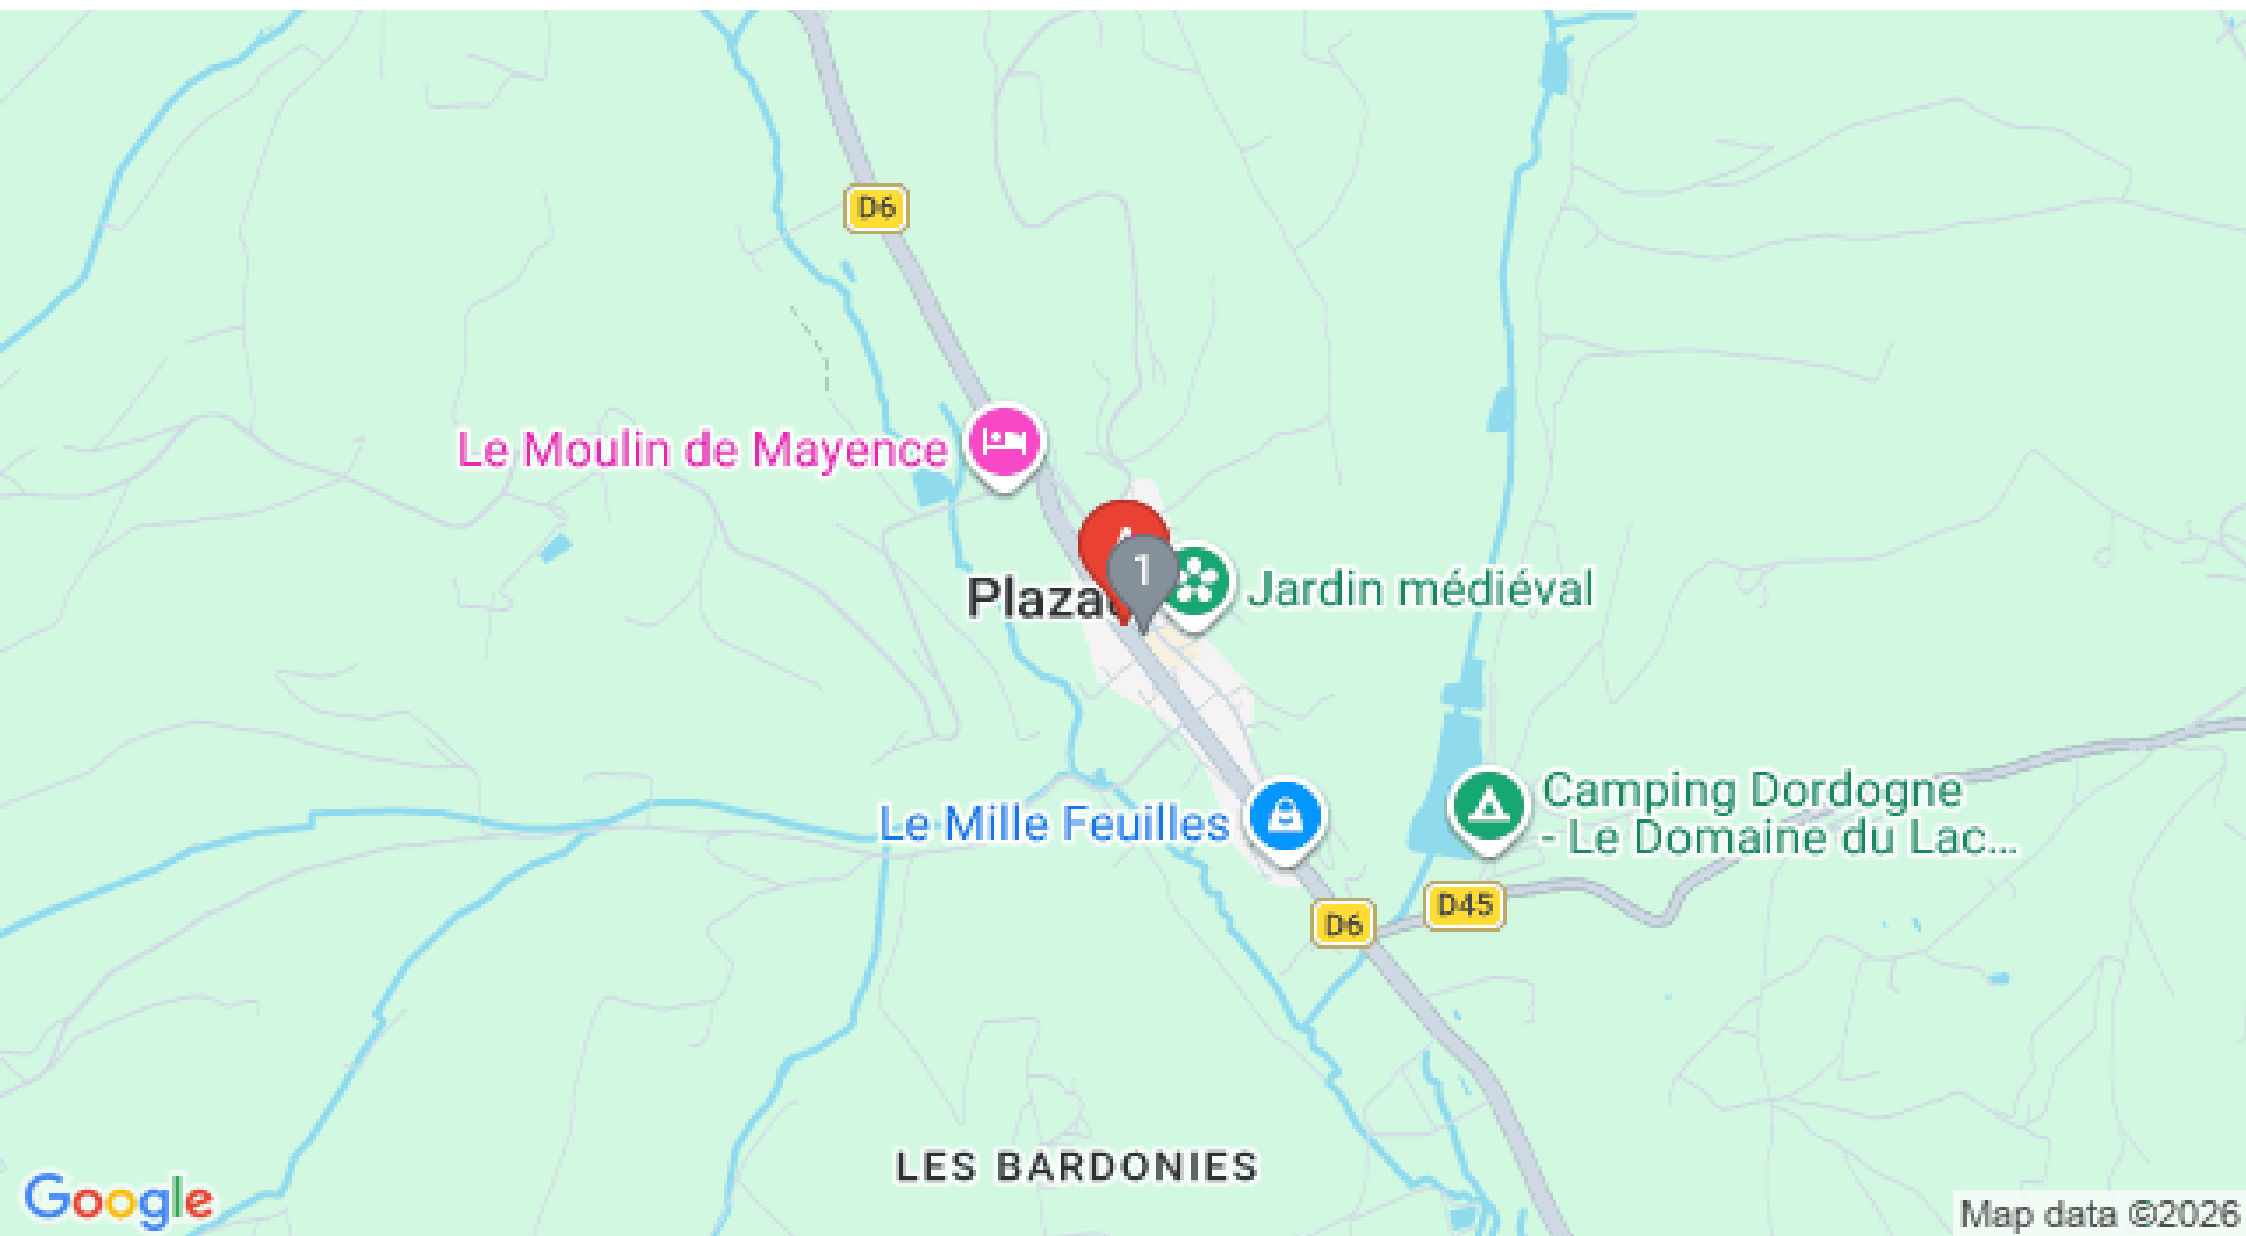 D6
Le Moulin de Mayence
1
Jardin médiéval
Le Mille Feuilles
Camping Dordogne
- Le Domaine du Lac...
D45
D6
LES BARDONIES
Google
Map data ©2026